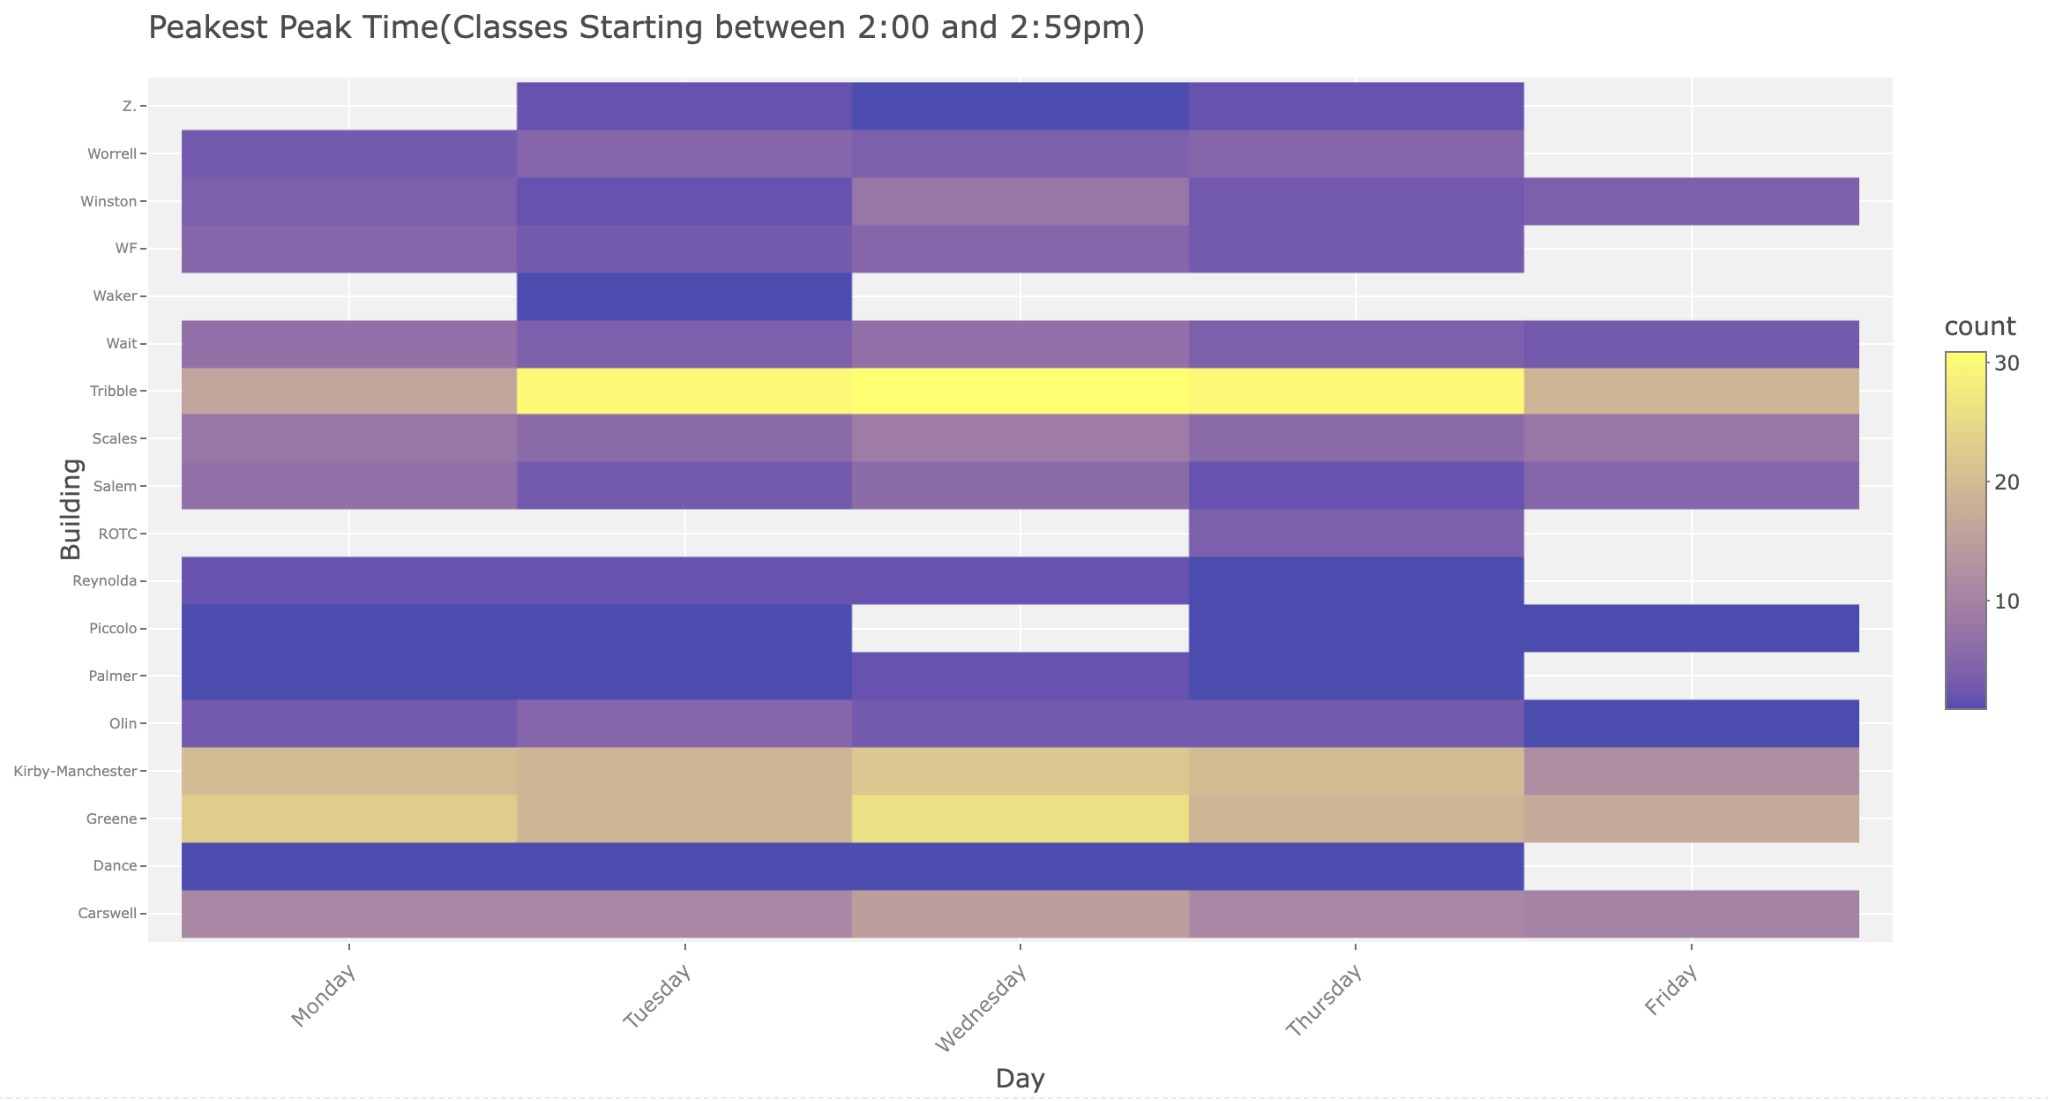 Peakest Peak Time(Classes Starting between 2:00 and 2:59pm)
Z.
Worrell
Winston
WF
Waker
Wait
Tribble
Scales
Salem
ROTC
Reynolda
Piccolo
Palmer
Olin
Kirby-Manchester
Greene
Dance
Carswell
Building
Monday
Tuesday
Wednesday
Thursday
Friday
Day
count
30
20
10